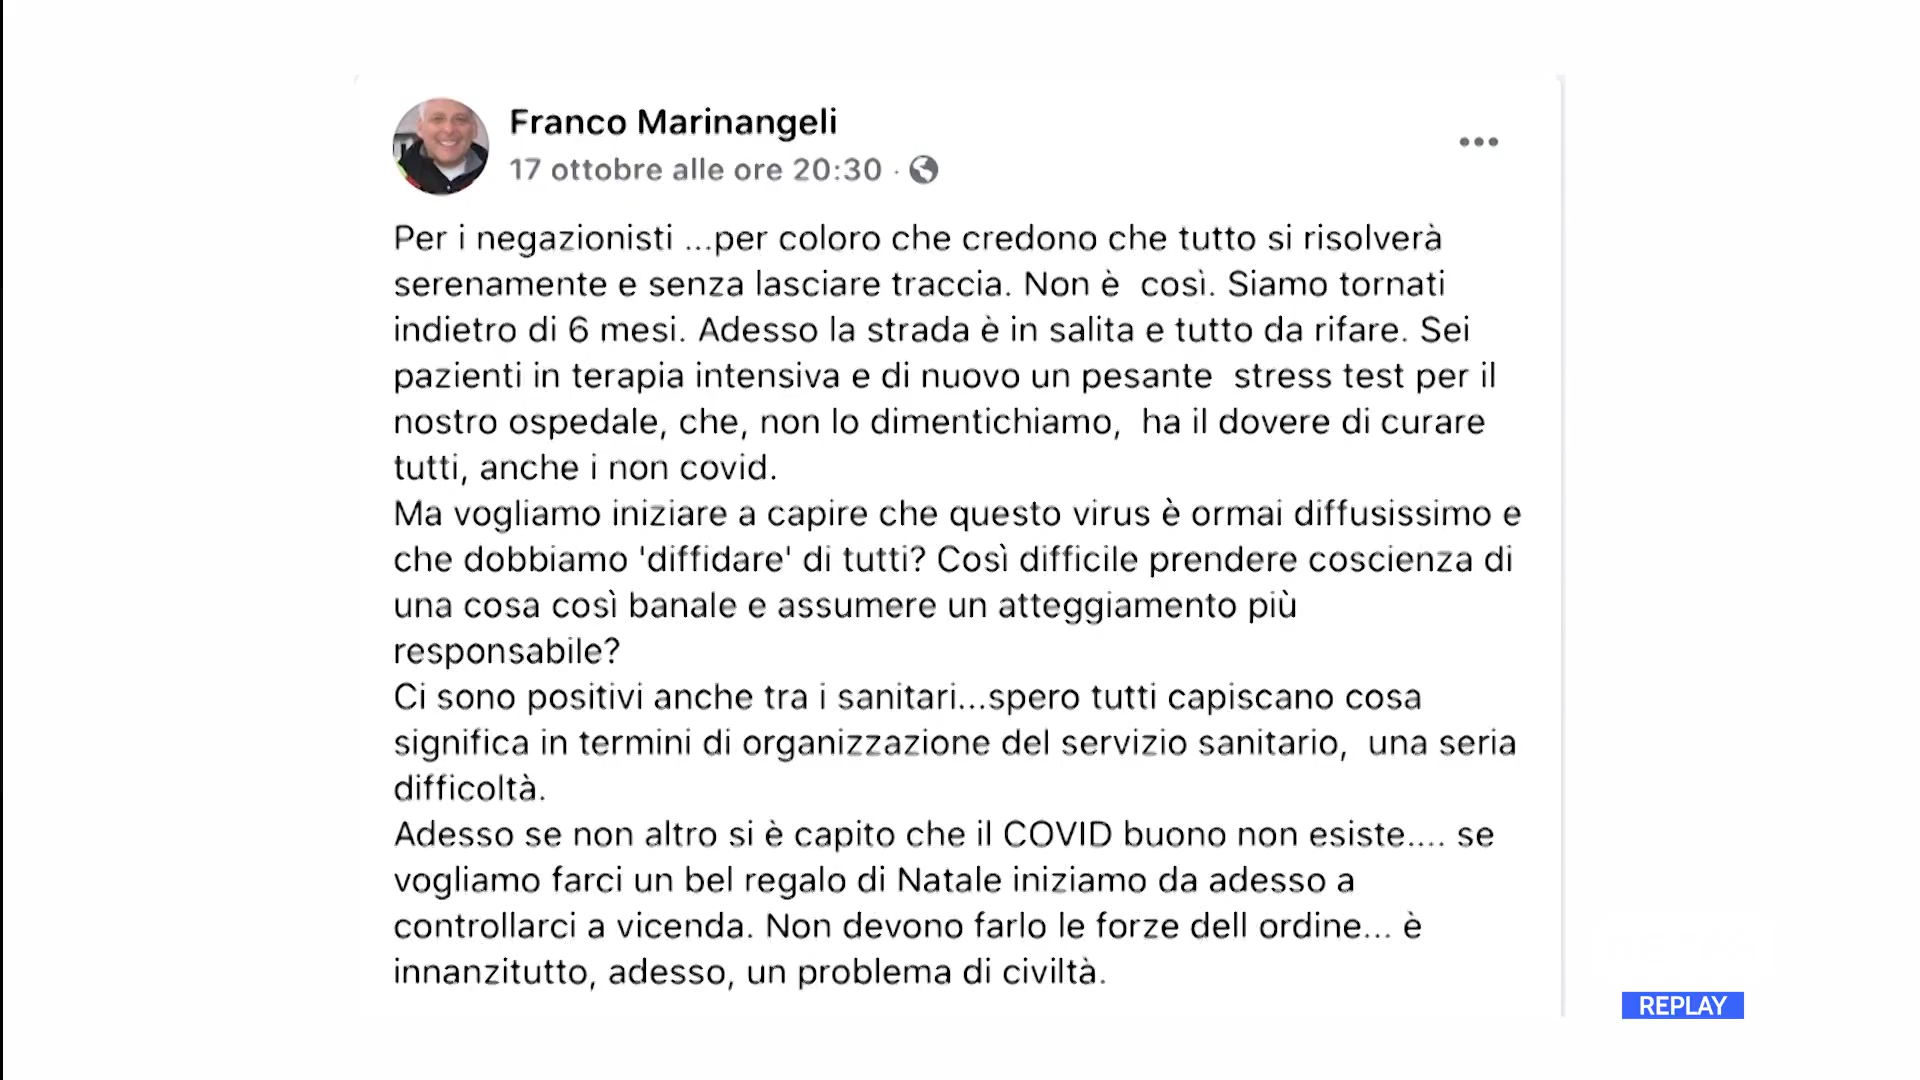 Franco Marinangeli
17 ottobre alle ore 20:30 ·
Per i negazionisti ...per coloro che credono che tutto si risolverà
serenamente e senza lasciare traccia. Non è  così. Siamo tornati
indietro di 6 mesi. Adesso la strada è in salita e tutto da rifare. Sei
pazienti in terapia intensiva e di nuovo un pesante  stress test per il
nostro ospedale, che, non lo dimentichiamo,  ha il dovere di curare
tutti, anche i non covid.
Ma vogliamo iniziare a capire che questo virus è ormai diffusissimo e
che dobbiamo 'diffidare' di tutti? Così difficile prendere coscienza di
una cosa così banale e assumere un atteggiamento più
responsabile?
Ci sono positivi anche tra i sanitari...spero tutti capiscano cosa
significa in termini di organizzazione del servizio sanitario,  una seria
difficoltà.
Adesso se non altro si è capito che il COVID buono non esiste.... se
vogliamo farci un bel regalo di Natale iniziamo da adesso a
controllarci a vicenda. Non devono farlo le forze dell ordine... è
innanzitutto, adesso, un problema di civiltà.
REPLAY